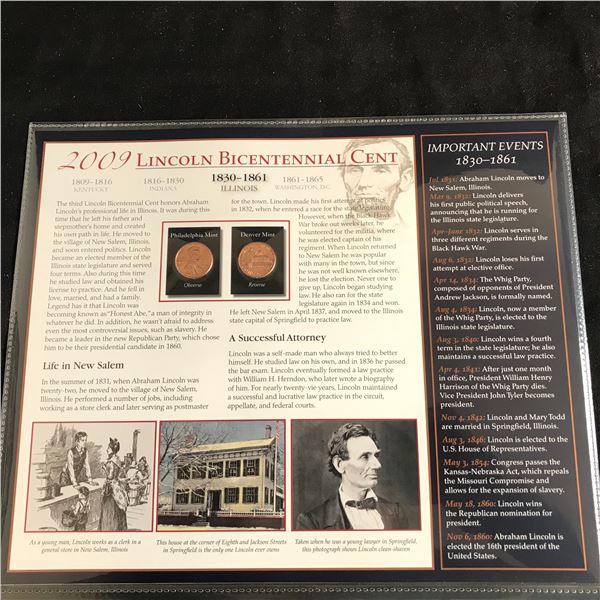 2009 LINCOLN BICENTENNIAL CENT
1809–1816
KENTUCKY
1816–1830
INDIANA
1830–1861
ILLINOIS
1861–1865
WASHINGTON, D.C.
The third Lincoln Bicentennial Cent honors Abraham
Lincoln's professional life in Illinois. It was during this
time that he left his father and
stepmother's home and created
his own path in life. He moved
to the village of New Salem, Illinois,
and soon entered politics. Lincoln
became an elected member of the
Illinois state legislature and served
four terms. Also during this time
he studied law and obtained his
license to practice. And he fell in
love, married, and had a family.
Legend has it that Lincoln was
becoming known as "Honest Abe," a man of integrity in
whatever he did. In addition, he wasn't afraid to address
even the most controversial issues, such as slavery. He
became a leader in the new Republican Party, which chose
him to be their presidential candidate in 1860.
Life in New Salem
In the summer of 1831, when Abraham Lincoln was
twenty-two, he moved to the village of New Salem,
Illinois. He performed a number of jobs, including
working as a store clerk and later serving as postmaster
for the town. Lincoln made his first attempt at politics
in 1832, when he entered a race for the state legislature.
However, when the Black Hawk
War broke out weeks later, he
volunteered for the militia, where
he was elected captain of his
regiment. When Lincoln returned
to New Salem he was popular
with many in the town, but since
he was not well known elsewhere,
he lost the election. Never one to
give up, Lincoln began studying
law. He also ran for the state
legislature again in 1834 and won.
He left New Salem in April 1837, and moved to the Illinois
state capital of Springfield to practice law.
A Successful Attorney
Lincoln was a self-made man who always tried to better
himself. He studied law on his own, and in 1836 he passed
the bar exam. Lincoln eventually formed a law practice
with William H. Herndon, who later wrote a biography
of him. For nearly twenty years, Lincoln maintained
a successful and lucrative law practice in the circuit,
appellate, and federal courts.
Philadelphia Mint
Obverse
Denver Mint
Reverse
As a young man, Lincoln works as a clerk in a
general store in New Salem, Illinois
This house at the corner of Eighth and Jackson Streets
in Springfield is the only one Lincoln ever owns
Taken when he was a young lawyer in Springfield,
this photograph shows Lincoln clean-shaven
IMPORTANT EVENTS
1830–1861
Jul 1831: Abraham Lincoln moves to
New Salem, Illinois.
Mar 9, 1832: Lincoln delivers
his first public political speech,
announcing that he is running for
the Illinois state legislature.
Apr–June 1832: Lincoln serves in
three different regiments during the
Black Hawk War.
Aug 6, 1832: Lincoln loses his first
attempt at elective office.
Apr 14, 1834: The Whig Party,
composed of opponents of President
Andrew Jackson, is formally named.
Aug 4, 1834: Lincoln, now a member
of the Whig Party, is elected to the
Illinois state legislature.
Aug 3, 1840: Lincoln wins a fourth
term in the state legislature; he also
maintains a successful law practice.
Apr 4, 1841: After just one month
in office, President William Henry
Harrison of the Whig Party dies.
Vice President John Tyler becomes
president.
Nov 4, 1842: Lincoln and Mary Todd
are married in Springfield, Illinois.
Aug 3, 1846: Lincoln is elected to the
U.S. House of Representatives.
May 3, 1854: Congress passes the
Kansas-Nebraska Act, which repeals
the Missouri Compromise and
allows for the expansion of slavery.
May 18, 1860: Lincoln wins
the Republican nomination for
president.
Nov 6, 1860: Abraham Lincoln is
elected the 16th president of the
United States.